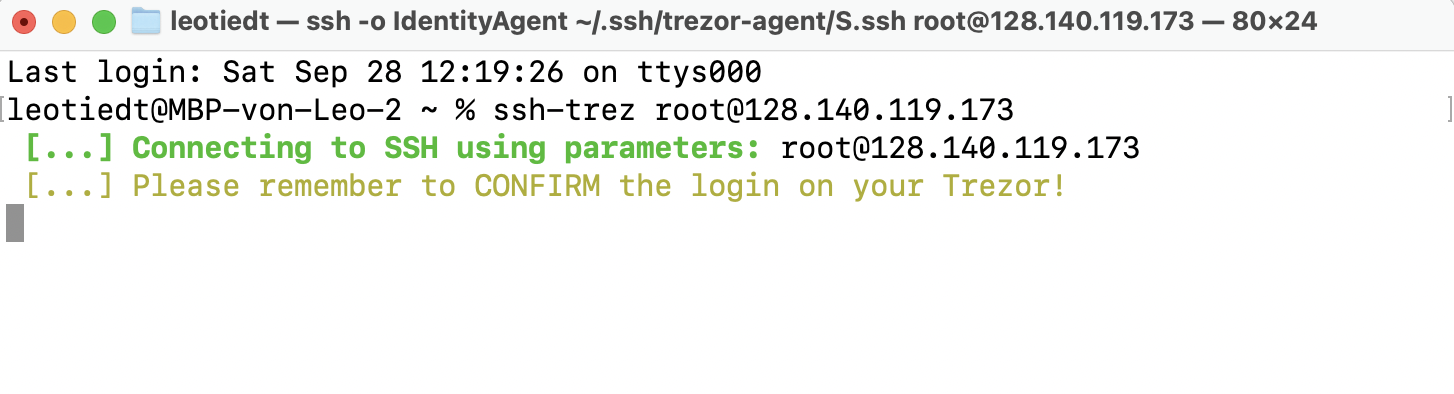 leotiedt — ssh -o IdentityAgent ~/.ssh/trezor-agent/S.ssh root@128.140.119.173 — 80×24
Last login: Sat Sep 28 12:19:26 on ttys000
[leotiedt@MBP-von-Leo-2 ~ % ssh-trez root@128.140.119.173 ]
[...] Connecting to SSH using parameters: root@128.140.119.173
[...] Please remember to CONFIRM the login on your Trezor!